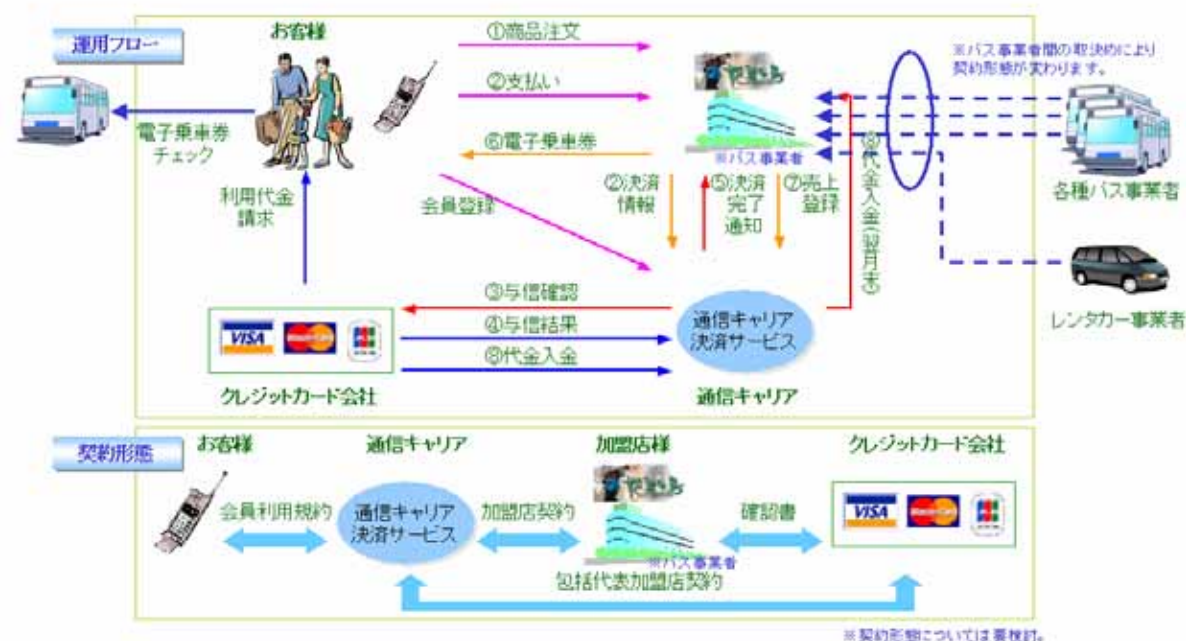 運用フロー
お客様
①商品注文
②支払い
⑥電子乗車券
※バス事業者間の取決めにより
契約形態が変わります。
電子乗車券
チェック
利用代金
請求
会員登録
※バス事業者
②決済
情報
⑤決済
完了
通知
⑦売上
登録
⑧代金入金(翌月末)
各種バス事業者
レンタカー事業者
③与信確認
④与信結果
⑧代金入金
VISA
MasterCard
JCB
通信キャリア
決済サービス
クレジットカード会社
通信キャリア
契約形態
お客様
通信キャリア
加盟店様
クレジットカード会社
会員利用規約
通信キャリア
決済サービス
加盟店契約
確認書
VISA
MasterCard
JCB
※バス事業者
包括代表加盟店契約
※契約形態については要検討。